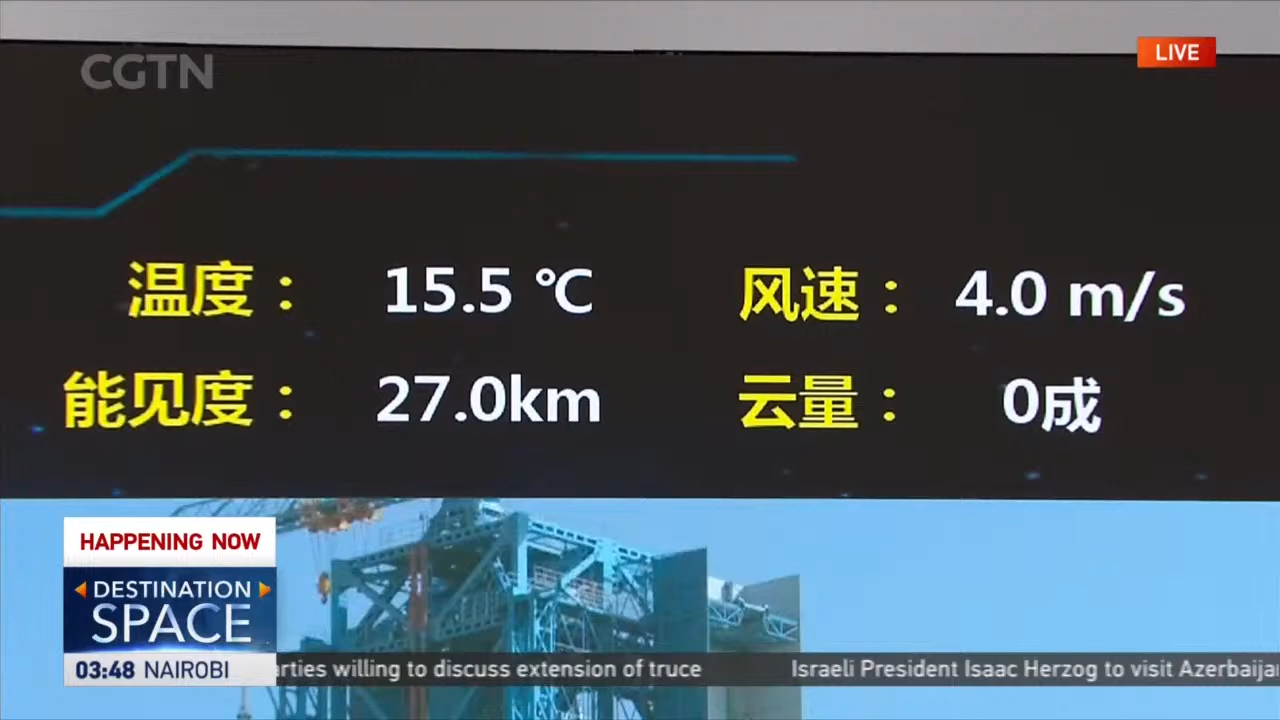 CGTN
LIVE
温度： 15.5 ℃ 风速： 4.0 m/s
能见度： 27.0km 云量： 0成
HAPPENING NOW
DESTINATION
SPACE
03:48 NAIROBI
willing to discuss extension of truce Israeli President Isaac Herzog to visit